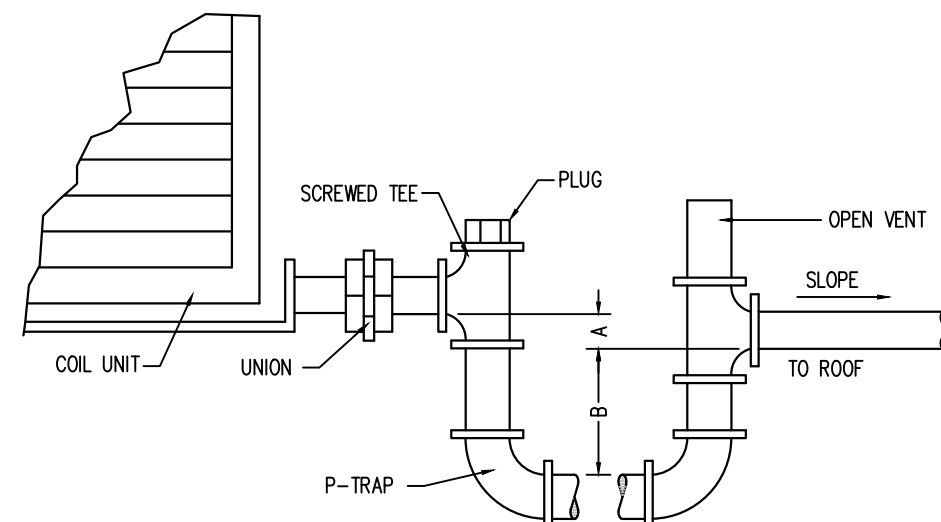 PLUG
SCREWED TEE
OPEN VENT
SLOPE
A
COIL UNIT
UNION
TO ROOF
B
P-TRAP